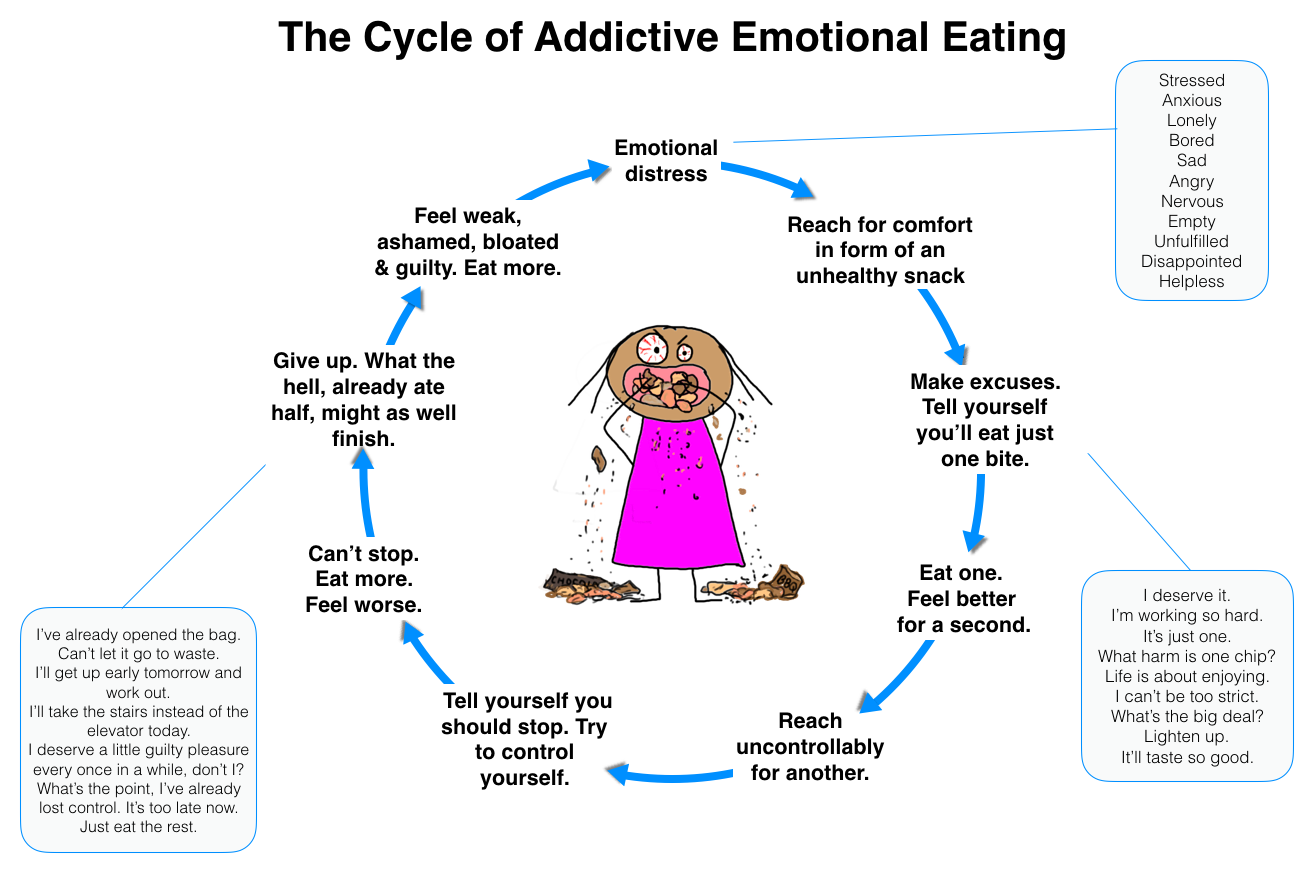 The Cycle of Addictive Emotional Eating
Stressed
Anxious
Lonely
Bored
Sad
Angry
Nervous
Empty
Unfulfilled
Disappointed
Helpless
Emotional
distress
Reach for comfort
in form of an
unhealthy snack
Make excuses.
Tell yourself
you’ll eat just
one bite.
I deserve it.
I’m working so hard.
It’s just one.
What harm is one chip?
Life is about enjoying.
I can’t be too strict.
What’s the big deal?
Lighten up.
It’ll taste so good.
Eat one.
Feel better
for a second.
Reach
uncontrollably
for another.
Tell yourself you
should stop. Try
to control
yourself.
Can’t stop.
Eat more.
Feel worse.
Give up. What the
hell, already ate
half, might as well
finish.
I’ve already opened the bag.
Can’t let it go to waste.
I’ll get up early tomorrow and
work out.
I’ll take the stairs instead of the
elevator today.
I deserve a little guilty pleasure
every once in a while, don’t I?
What’s the point, I’ve already
lost control. It’s too late now.
Just eat the rest.
Feel weak,
ashamed, bloated
& guilty. Eat more.
BBQ